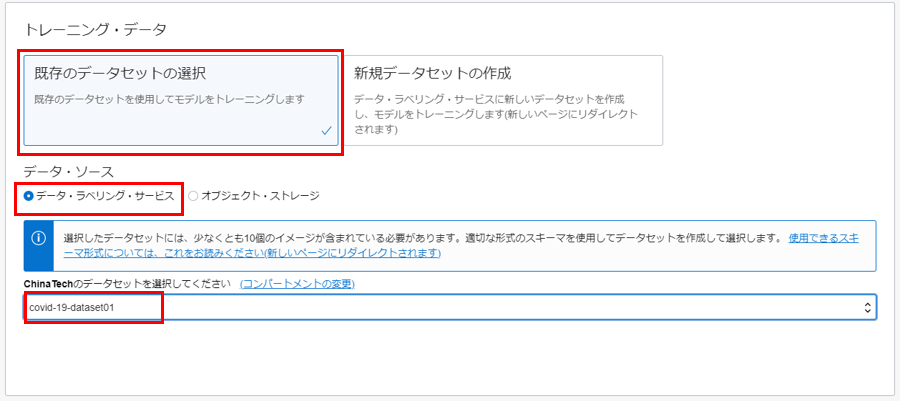 トレーニング・データ
既存のデータセットの選択
既存のデータセットを使用してモデルをトレーニングします
新規データセットの作成
データ・ラベリング・サービスに新しいデータセットを作成
し、モデルをトレーニングします(新しいページにリダイレクト
されます)
データ・ソース
データ・ラベリング・サービス オブジェクト・ストレージ
選択したデータセットには、少なくとも10個のイメージが含まれている必要があります。適切な形式のスキーマを使用してデータセットを作成して選択します。 使用できるスキ
ーマ形式については、これをお読みください(新しいページにリダイレクトされます)
ChinaTechのデータセットを選択してください (コンパートメントの変更)
covid-19-dataset01